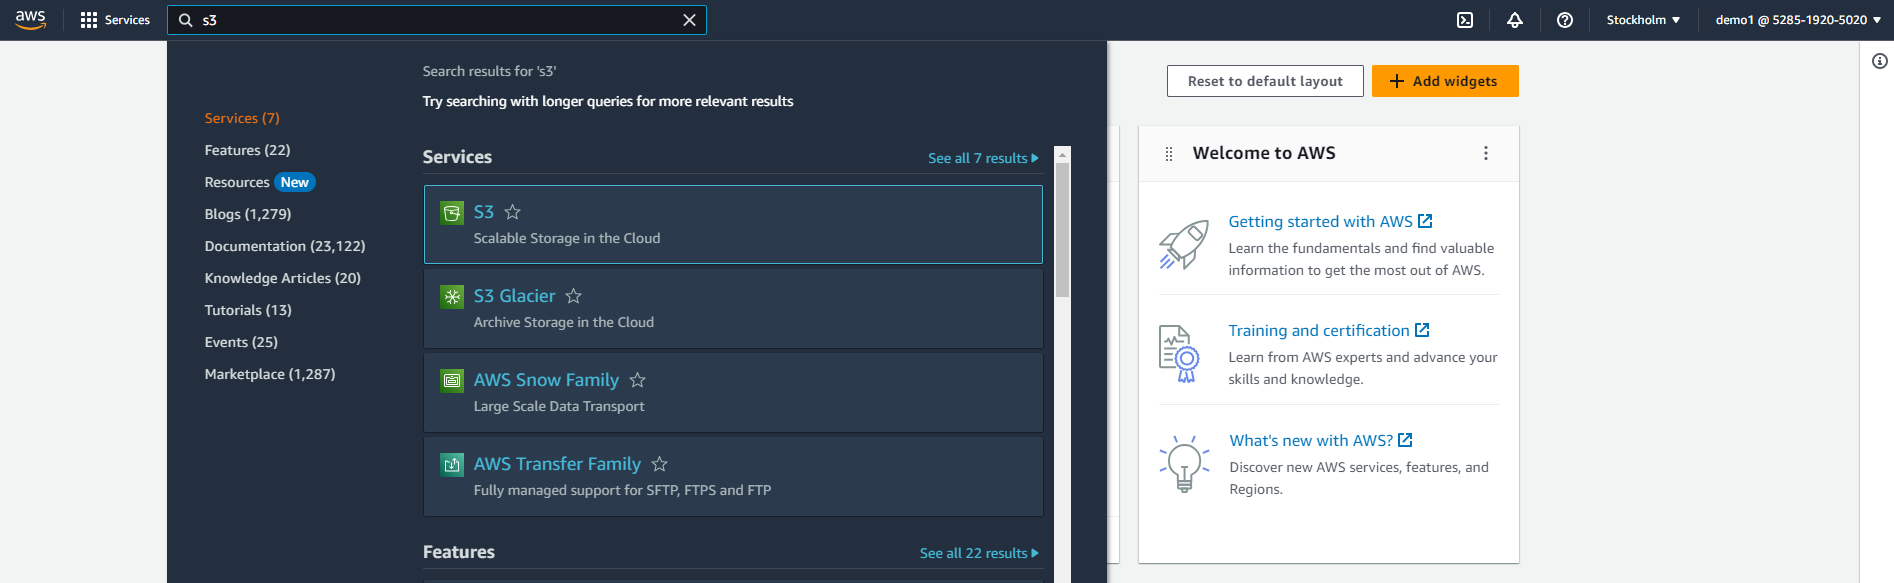 aws
Services
s3
Stockholm
demo1 @ 5285-1920-5020
Search results for 's3'
Try searching with longer queries for more relevant results
Services (7)
Features (22)
Resources New
Blogs (1,279)
Documentation (23,122)
Knowledge Articles (20)
Tutorials (13)
Events (25)
Marketplace (1,287)
Services
See all 7 results
S3
Scalable Storage in the Cloud
S3 Glacier
Archive Storage in the Cloud
AWS Snow Family
Large Scale Data Transport
AWS Transfer Family
Fully managed support for SFTP, FTPS and FTP
Features
See all 22 results
Reset to default layout
Add widgets
Welcome to AWS
Getting started with AWS
Learn the fundamentals and find valuable
information to get the most out of AWS.
Training and certification
Learn from AWS experts and advance your
skills and knowledge.
What's new with AWS?
Discover new AWS services, features, and
Regions.